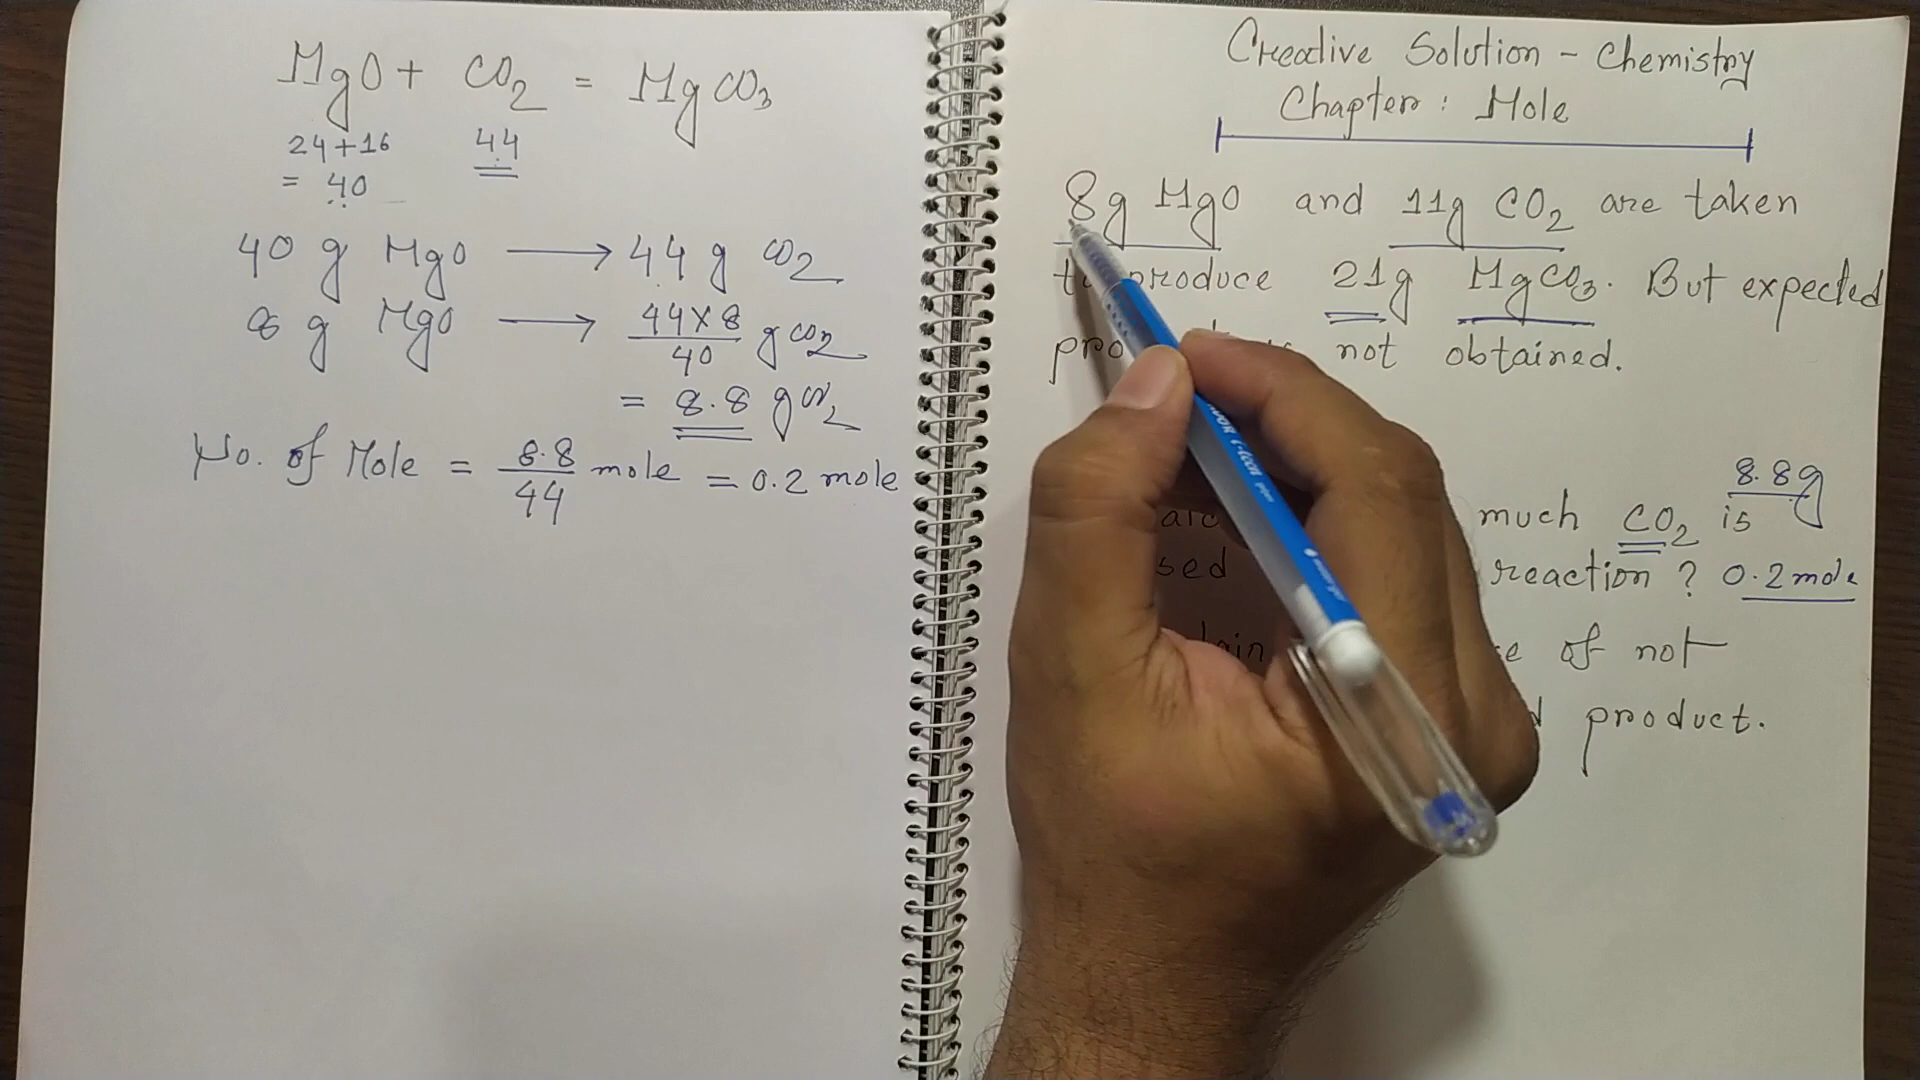 MgO + CO2 = MgCO3
24+16
= 40
44
40 g MgO → 44 g CO2
8 g MgO → 44×8/40 g CO2
= 8.8 g CO2
No. of Mole = 8.8/44 mole = 0.2 mole
Creative Solution - Chemistry
Chapter: Mole
8g MgO and 11g CO2 are taken
produce 21g MgCO3. But expected
not obtained.
8.8g
much CO2 is
reaction? 0.2 mole
of not
product.